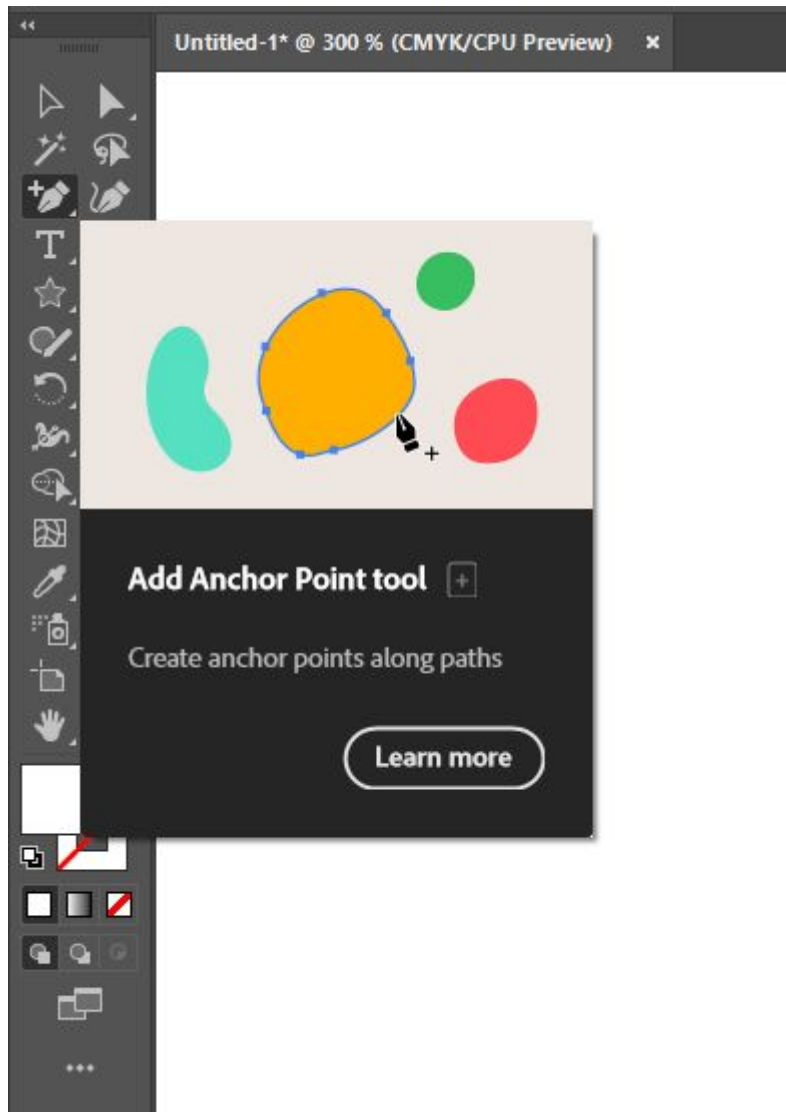 Untitled-1* @ 300 % (CMYK/CPU Preview) ×
T
Add Anchor Point tool +
Create anchor points along paths
Learn more